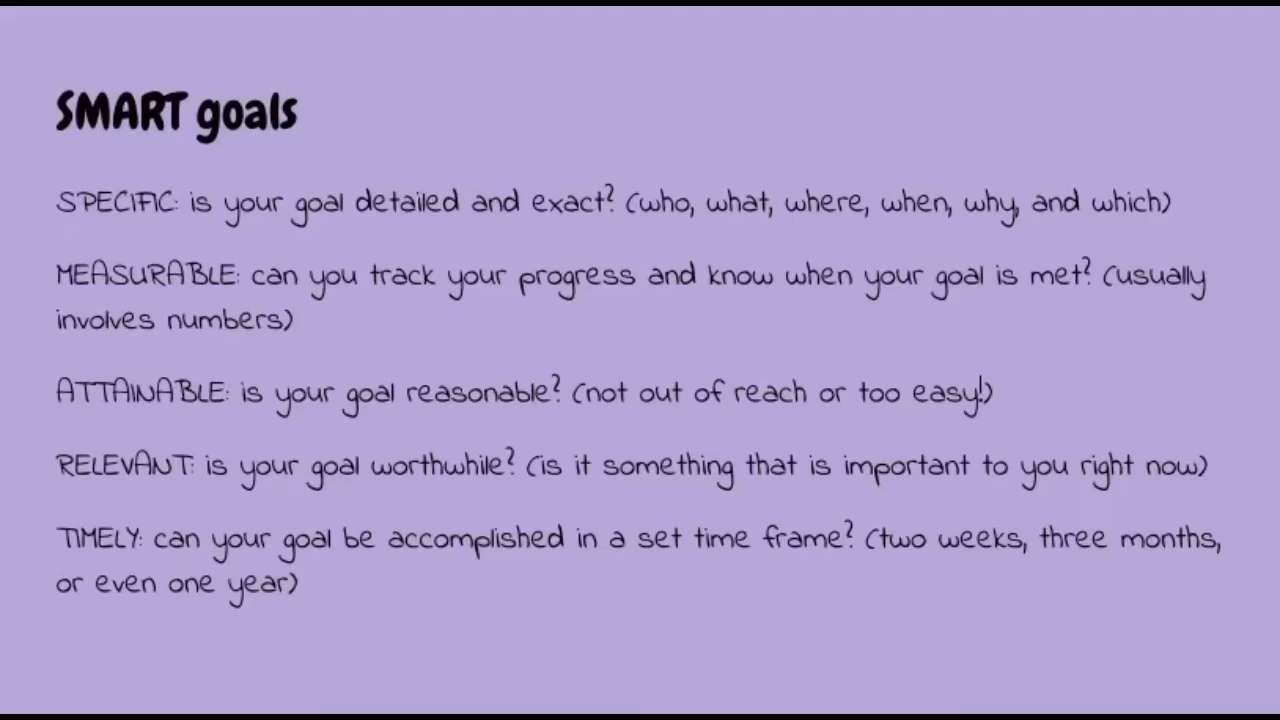 SMART goals
SPECIFIC: is your goal detailed and exact? (who, what, where, when, why, and which)
MEASURABLE: can you track your progress and know when your goal is met? (usually
involves numbers)
ATTAINABLE: is your goal reasonable? (not out of reach or too easy!)
RELEVANT: is your goal worthwhile? (is it something that is important to you right now)
TIMELY: can your goal be accomplished in a set time frame? (two weeks, three months,
or even one year)